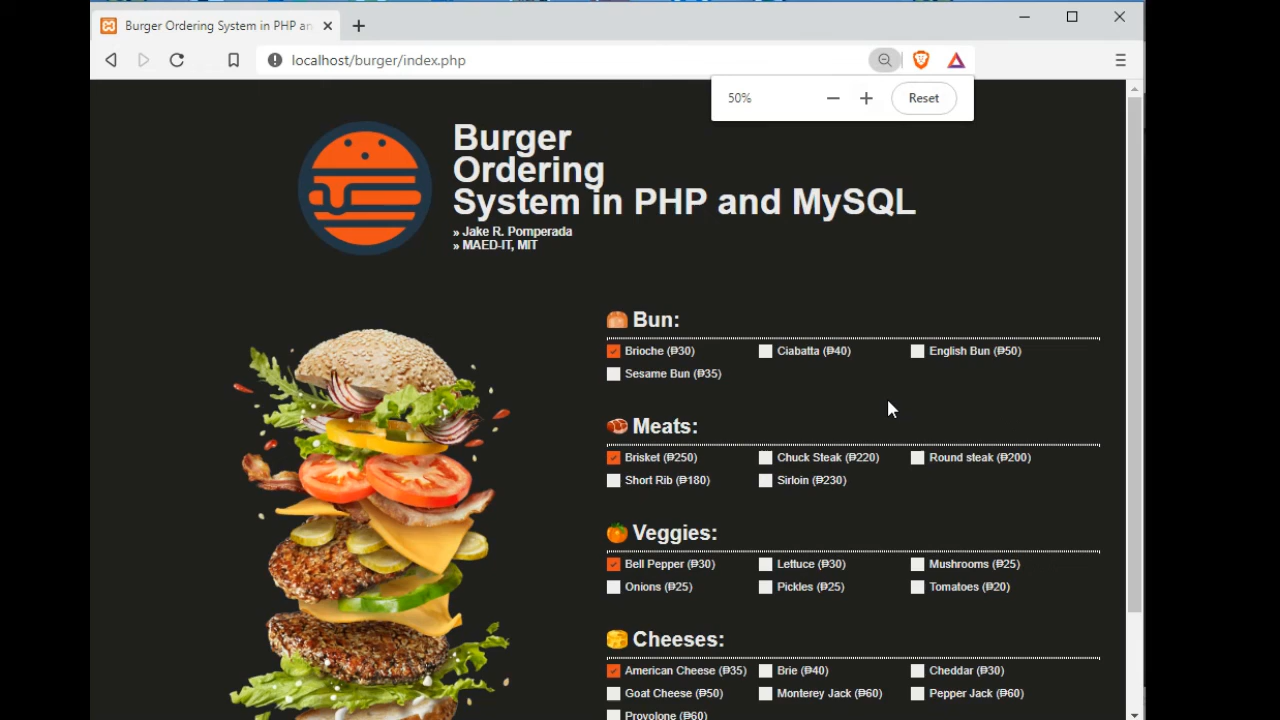 Burger Ordering System in PHP an
localhost/burger/index.php
50%
Reset
Burger
Ordering
System in PHP and MySQL
» Jake R. Pomperada
» MAED-IT, MIT
Bun:
Brioche (₱30) Ciabatta (₱40) English Bun (₱50)
Sesame Bun (₱35)
Meats:
Brisket (₱250) Chuck Steak (₱220) Round steak (₱200)
Short Rib (₱180) Sirloin (₱230)
Veggies:
Bell Pepper (₱30) Lettuce (₱30) Mushrooms (₱25)
Onions (₱25) Pickles (₱25) Tomatoes (₱20)
Cheeses:
American Cheese (₱35) Brie (₱40) Cheddar (₱30)
Goat Cheese (₱50) Monterey Jack (₱60) Pepper Jack (₱60)
Provolone (₱60)